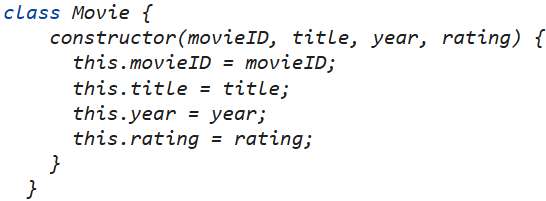 class Movie {
constructor(movieID, title, year, rating) {
this.movieID = movieID;
this.title = title;
this.year = year;
this.rating = rating;
}
}